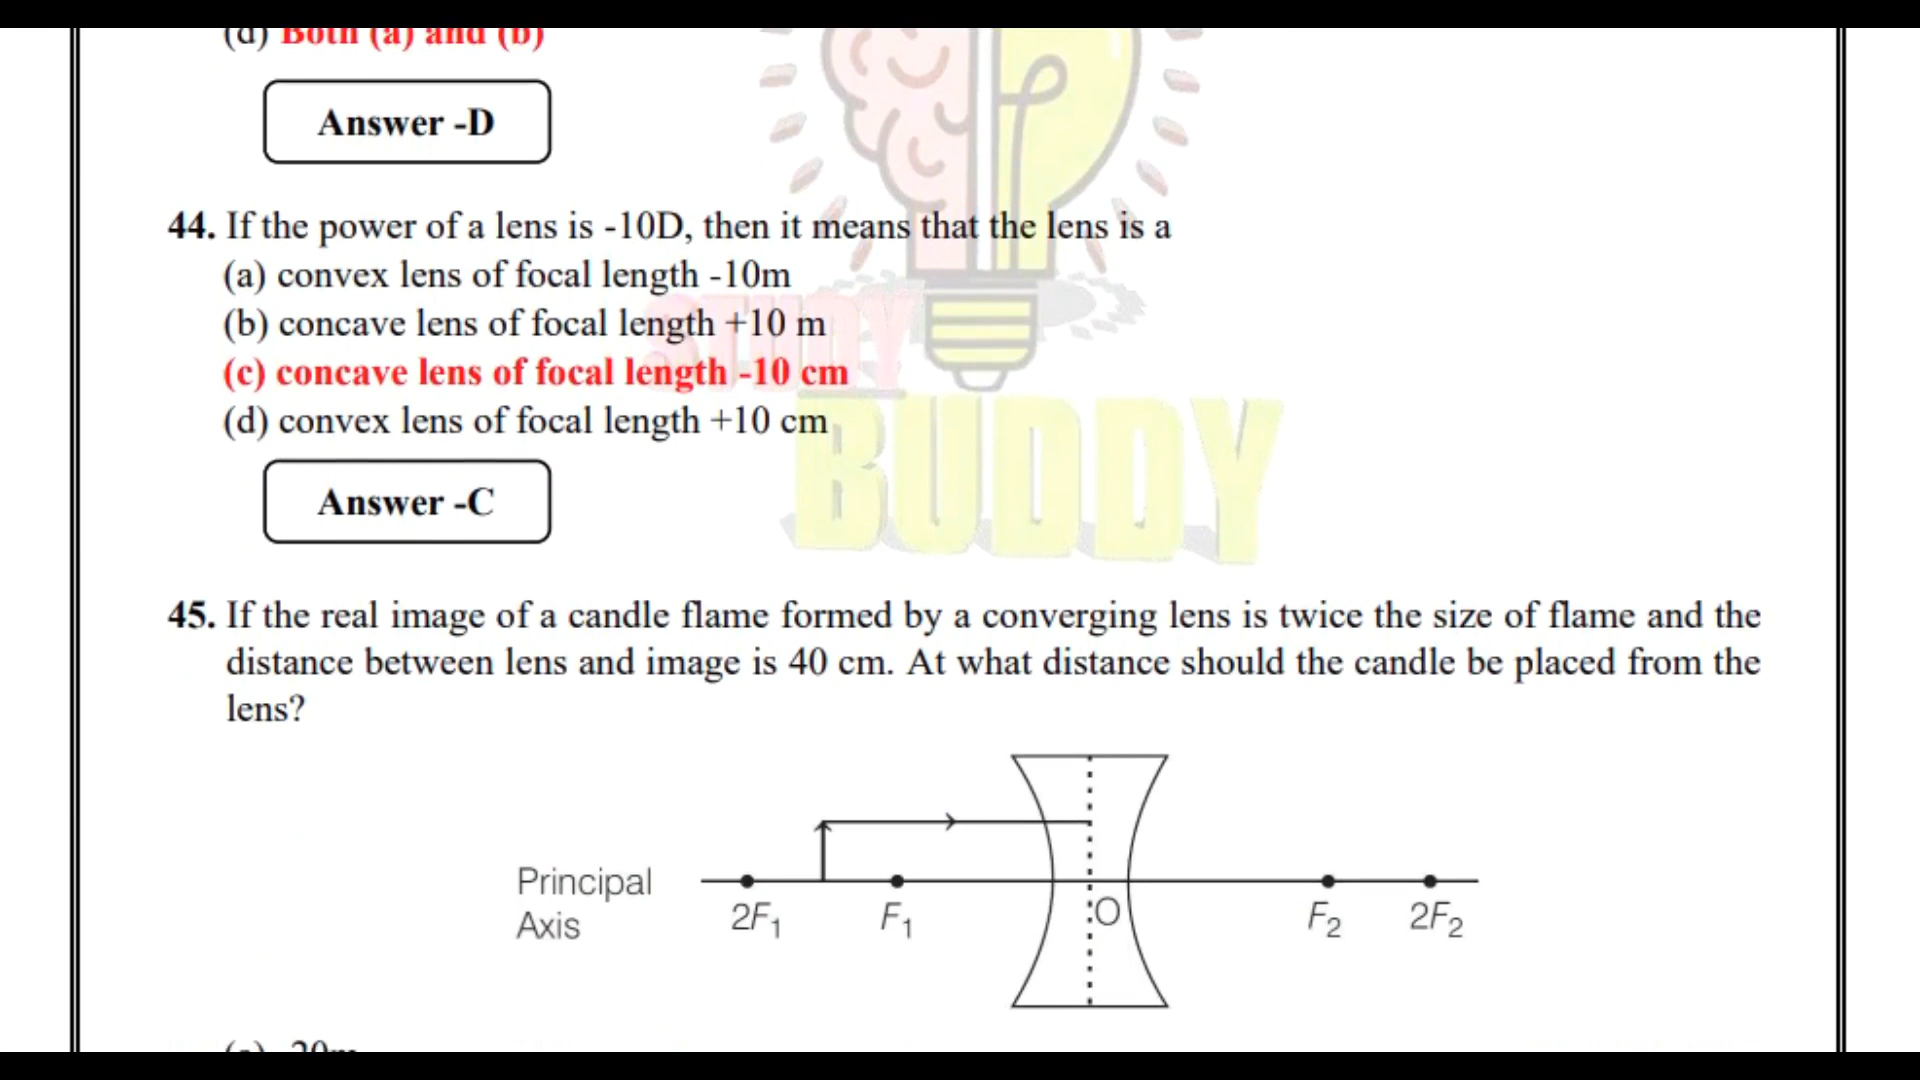 (d) Both (a) and (b)
Answer -D
44. If the power of a lens is -10D, then it means that the lens is a
(a) convex lens of focal length -10m
(b) concave lens of focal length +10 m
(c) concave lens of focal length -10 cm
(d) convex lens of focal length +10 cm
STUDY
BUDDY
Answer -C
45. If the real image of a candle flame formed by a converging lens is twice the size of flame and the
distance between lens and image is 40 cm. At what distance should the candle be placed from the
lens?
Principal
Axis
2F₁ F₁ O F₂ 2F₂